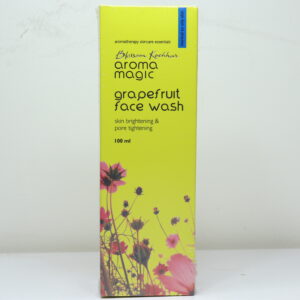 aromatherapy skincare essentials
Blossom Kochhar
aroma
magic
grapefruit
face wash
skin brightening &
pore tightening
100 ml